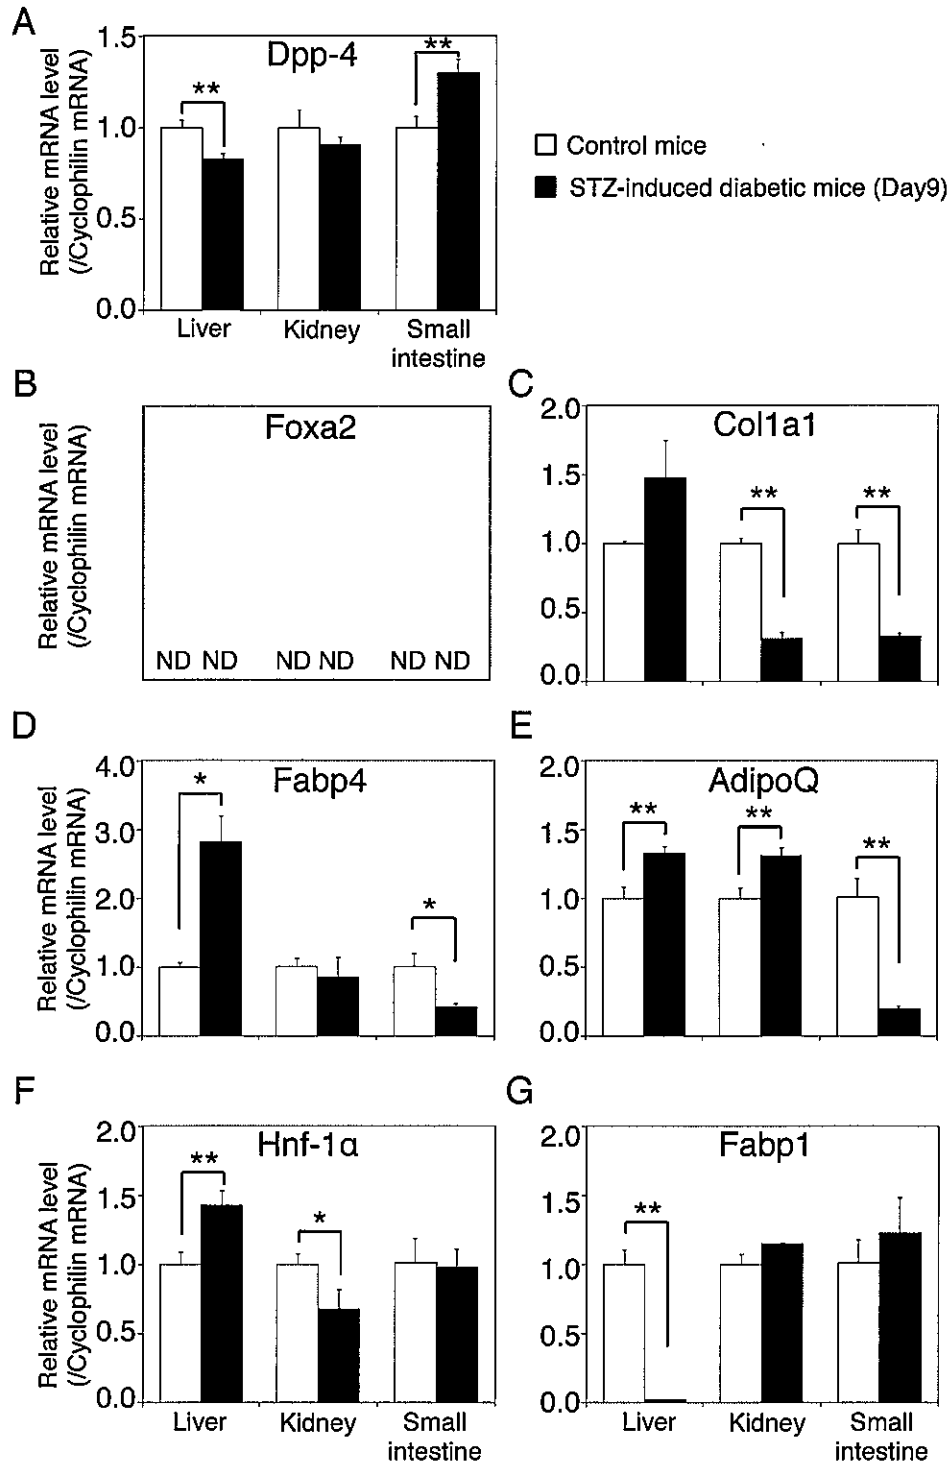 A
Relative mRNA level
(/Cyclophilin mRNA)
1.5
1.0
0.5
0.0
Dpp-4
**
**
Liver
Kidney
Small
intestine
Control mice
STZ-induced diabetic mice (Day9)
B
Relative mRNA level
(/Cyclophilin mRNA)
Foxa2
ND ND ND ND ND ND
C
2.0
1.5
1.0
0.5
0.0
Col1a1
**
**
D
Relative mRNA level
(/Cyclophilin mRNA)
4.0
3.0
2.0
1.0
0.0
Fabp4
*
*
E
2.0
1.5
1.0
0.5
0.0
AdipoQ
**
**
**
F
Relative mRNA level
(/Cyclophilin mRNA)
2.0
1.5
1.0
0.5
0.0
Hnf-1α
**
*
Liver
Kidney
Small
intestine
G
2.0
1.5
1.0
0.5
0.0
Fabp1
**
Liver
Kidney
Small
intestine